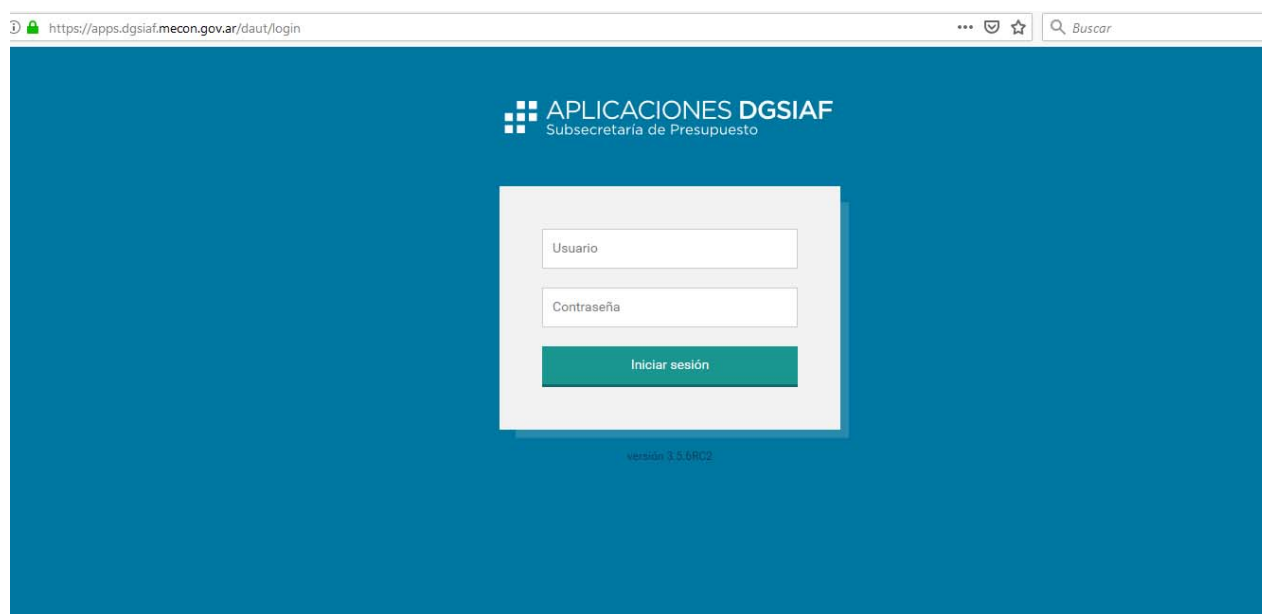 https://apps.dgsiaf.mecon.gov.ar/daut/login
Buscar
APLICACIONES DGSIAF
Subsecretaría de Presupuesto
Usuario
Contraseña
Iniciar sesión
versión 3.5.6RC2